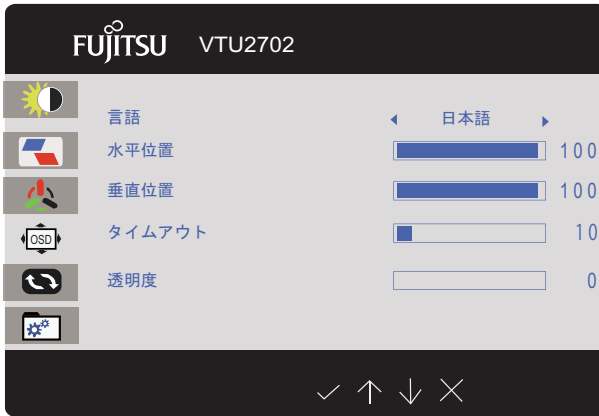 FUJITSU VTU2702
言語 日本語
水平位置 100
垂直位置 100
タイムアウト 10
OSD
透明度 0